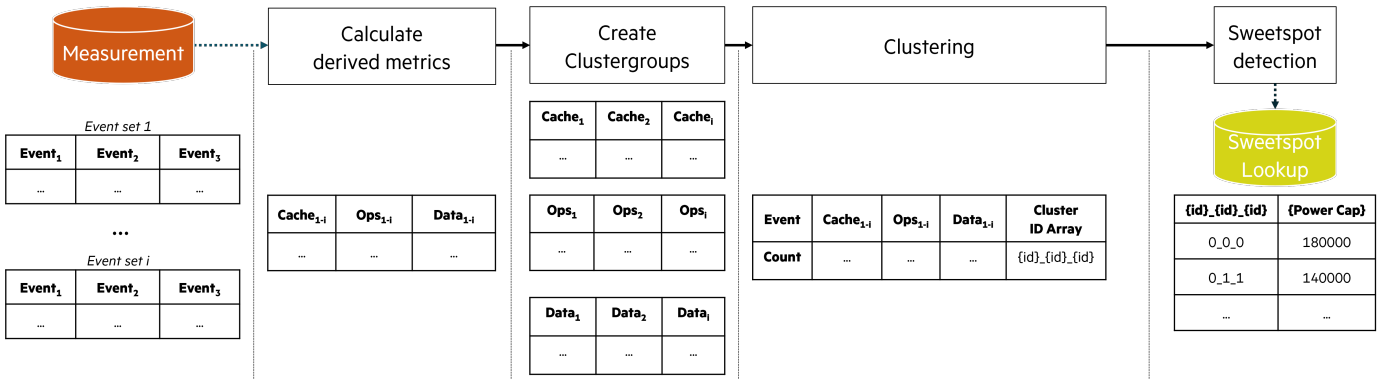 Measurement
Calculate
derived metrics
Create
Clustergroups
Clustering
Sweetspot
detection
Event set 1
Event₁ Event₂ Event₃
... ... ...
...
Event set i
Event₁ Event₂ Event₃
... ... ...
Cache₁₋ᵢ Ops₁₋ᵢ Data₁₋ᵢ
... ... ...
Cache₁ Cache₂ Cacheᵢ
... ... ...
Ops₁ Ops₂ Opsᵢ
... ... ...
Data₁ Data₂ Dataᵢ
... ... ...
Event Cache₁₋ᵢ Ops₁₋ᵢ Data₁₋ᵢ Cluster
ID Array
Count ... ... ... {id}_{id}_{id}
Sweetspot
Lookup
{id}_{id}_{id} {Power Cap}
0_0_0 180000
0_1_1 140000
... ...